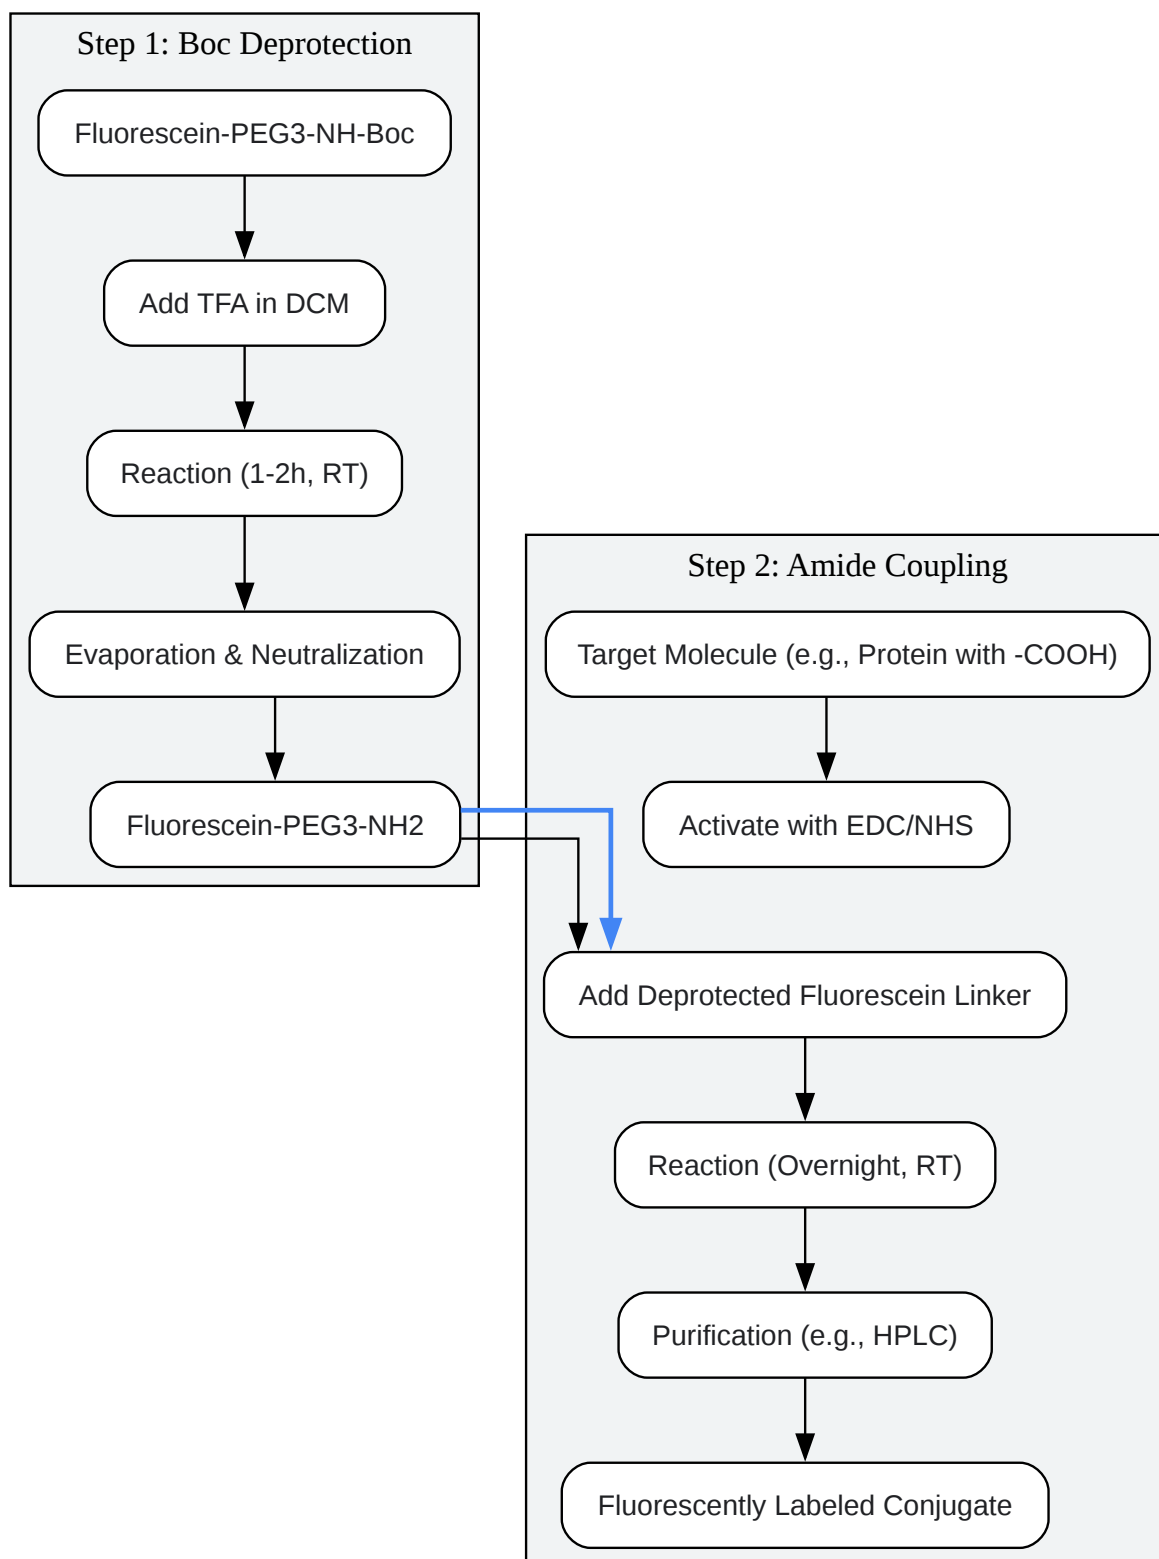 Step 1: Boc Deprotection
Fluorescein-PEG3-NH-Boc
Add TFA in DCM
Reaction (1-2h, RT)
Evaporation & Neutralization
Fluorescein-PEG3-NH2
Step 2: Amide Coupling
Target Molecule (e.g., Protein with -COOH)
Activate with EDC/NHS
Add Deprotected Fluorescein Linker
Reaction (Overnight, RT)
Purification (e.g., HPLC)
Fluorescently Labeled Conjugate